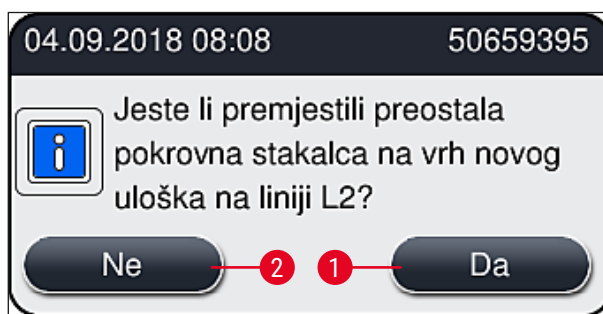 04.09.2018 08:08 50659395
Jeste li premjestili preostala
pokrovna stakalca na vrh novog
uloška na liniji L2?
Ne 2 1 Da